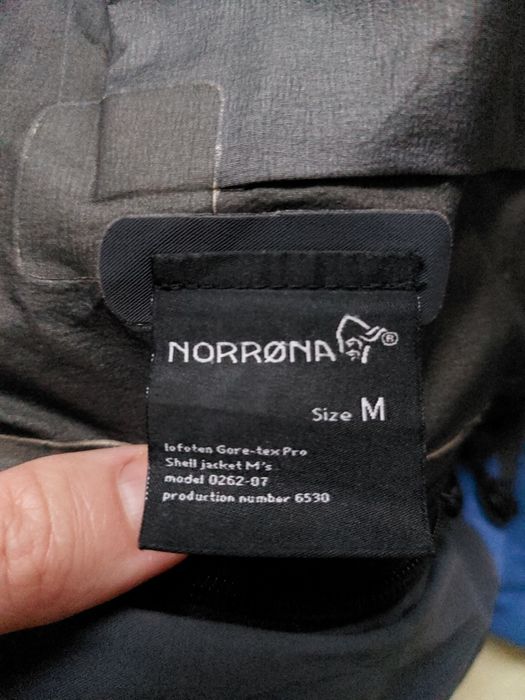 NORRØNA®
Size M
lofoten Gore-tex Pro
Shell jacket M's
model 0262-07
production number 6530